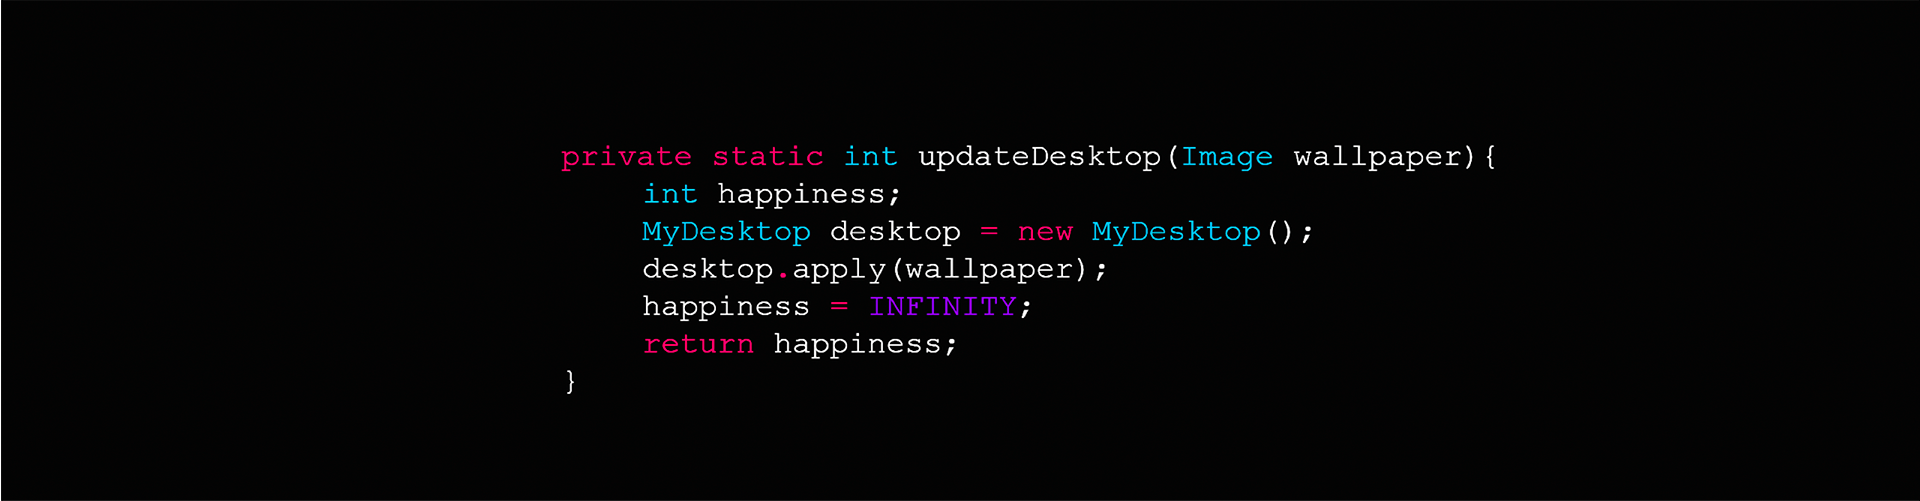 private static int updateDesktop(Image wallpaper){
int happiness;
MyDesktop desktop = new MyDesktop();
desktop.apply(wallpaper);
happiness = INFINITY;
return happiness;
}